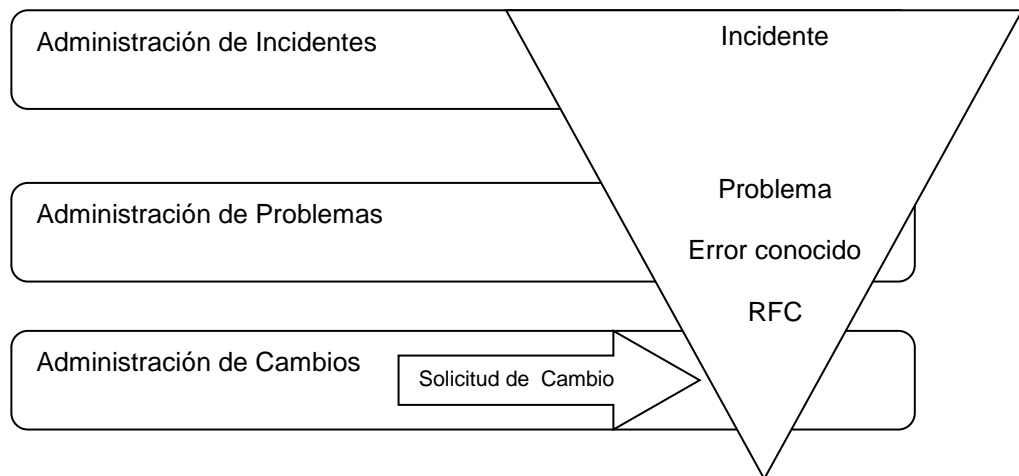 Administración de Incidentes
Incidente
Administración de Problemas
Problema
Error conocido
RFC
Administración de Cambios
Solicitud de Cambio